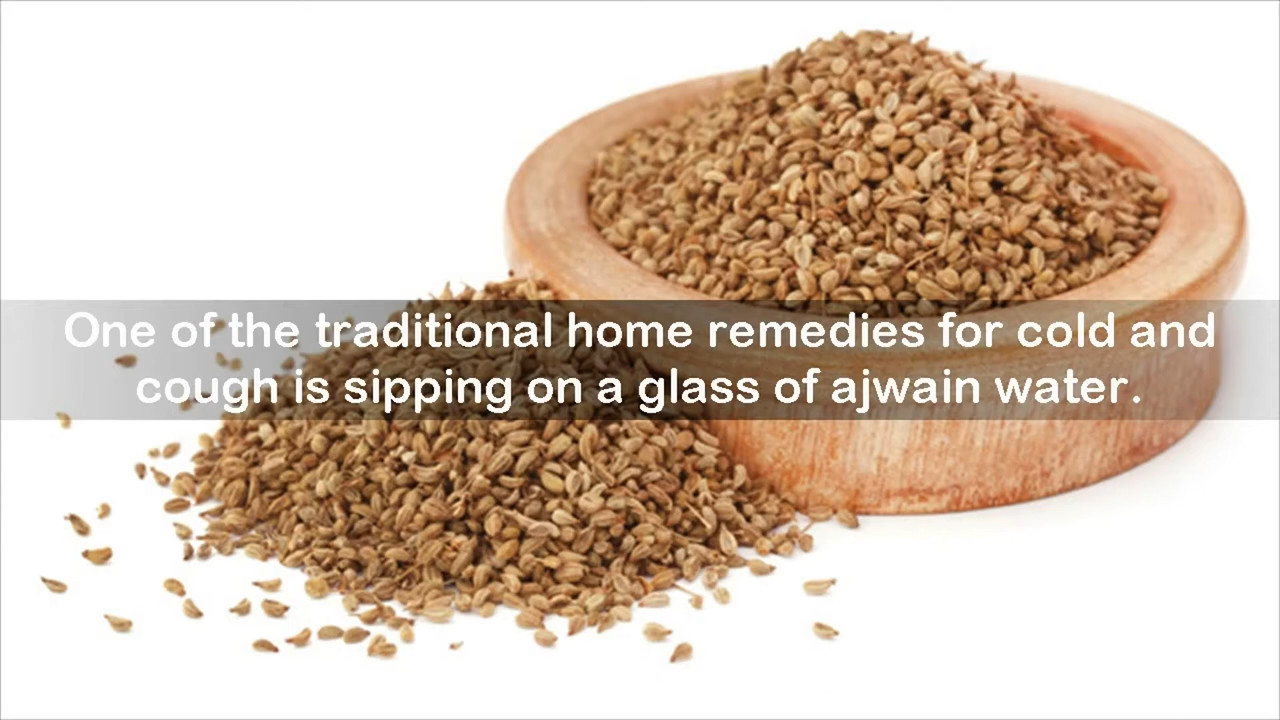 One of the traditional home remedies for cold and
cough is sipping on a glass of ajwain water.